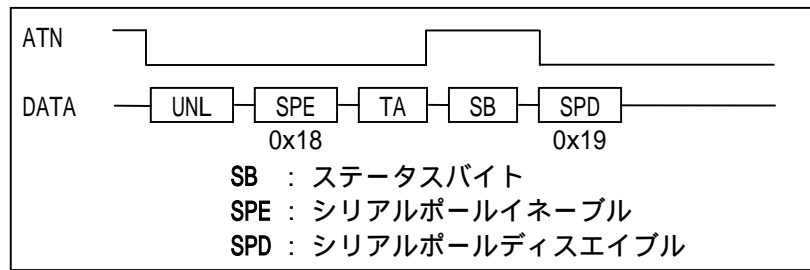 ATN
DATA UNL SPE TA SB SPD
0x18 0x19
SB : ステータスバイト
SPE : シリアルポールイネーブル
SPD : シリアルポールディスエイブル